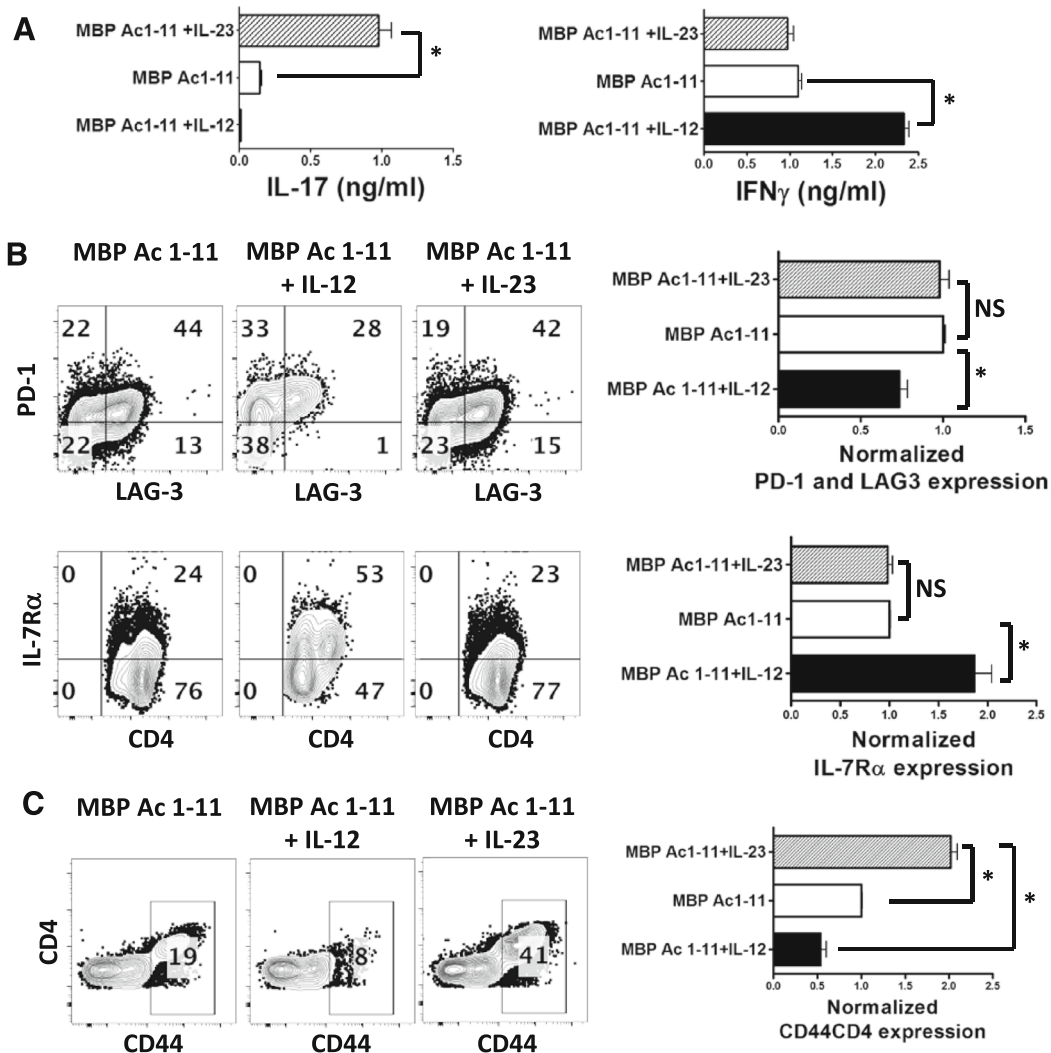 A
MBP Ac1-11 +IL-23
MBP Ac1-11
MBP Ac1-11 +IL-12
*
0.0 0.5 1.0 1.5
IL-17 (ng/ml)
MBP Ac1-11 +IL-23
MBP Ac1-11
MBP Ac1-11 +IL-12
*
0.0 0.5 1.0 1.5 2.0 2.5
IFNγ (ng/ml)
B
MBP Ac 1-11
MBP Ac 1-11
+ IL-12
MBP Ac 1-11
+ IL-23
PD-1
22 44
22 13
LAG-3
33 28
38 1
LAG-3
19 42
23 15
LAG-3
MBP Ac1-11+IL-23
MBP Ac1-11
MBP Ac 1-11+IL-12
NS
*
0.0 0.5 1.0 1.5
Normalized
PD-1 and LAG3 expression
IL-7Rα
0 24
0 76
CD4
0 53
0 47
CD4
0 23
0 77
CD4
MBP Ac1-11+IL-23
MBP Ac1-11
MBP Ac 1-11+IL-12
NS
*
0.0 0.5 1.0 1.5 2.0 2.5
Normalized
IL-7Rα expression
C
MBP Ac 1-11
MBP Ac 1-11
+ IL-12
MBP Ac 1-11
+ IL-23
CD4
19
CD44
8
CD44
41
CD44
MBP Ac1-11+IL-23
MBP Ac1-11
MBP Ac 1-11+IL-12
*
*
0.0 0.5 1.0 1.5 2.0 2.5
Normalized
CD44CD4 expression